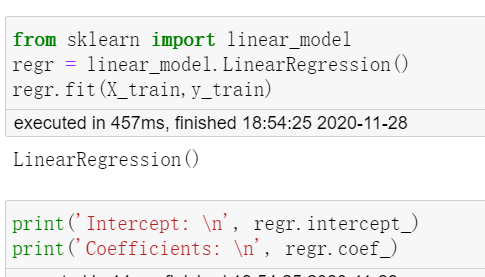 from sklearn import linear_model
regr = linear_model.LinearRegression()
regr.fit(X_train,y_train)
executed in 457ms, finished 18:54:25 2020-11-28
LinearRegression()
print('Intercept: \n', regr.intercept_)
print('Coefficients: \n', regr.coef_)